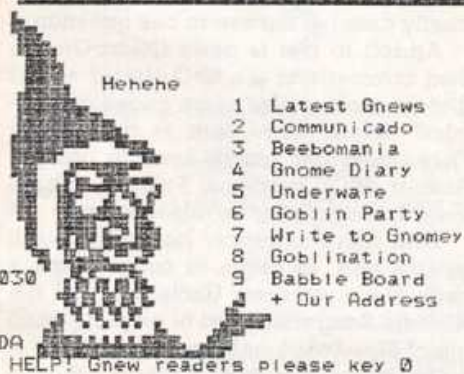 Hehehe
1 Latest Gnews
2 Communicado
3 Beebomania
4 Gnome Diary
5 Underware
6 Goblin Party
7 Write to Gnomey
8 Goblination
9 Babble Board
+ Our Address
030
DA
HELP! Gnew readers please key 0